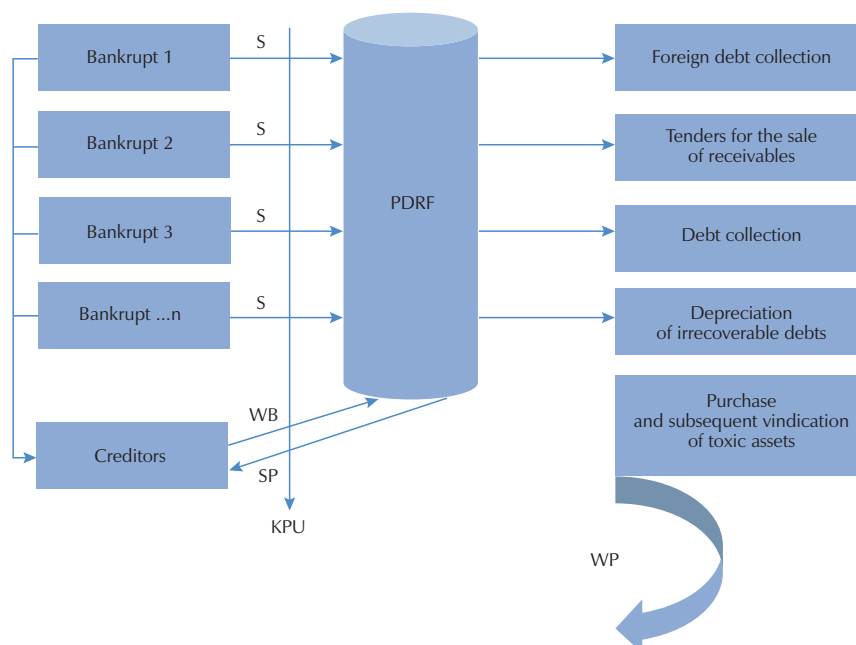 Bankrupt 1
S
Foreign debt collection
Bankrupt 2
S
Tenders for the sale
of receivables
PDRF
Bankrupt 3
S
Debt collection
Bankrupt ...n
S
Depreciation
of irrecoverable debts
Purchase
and subsequent vindication
of toxic assets
WB
Creditors
SP
KPU
WP